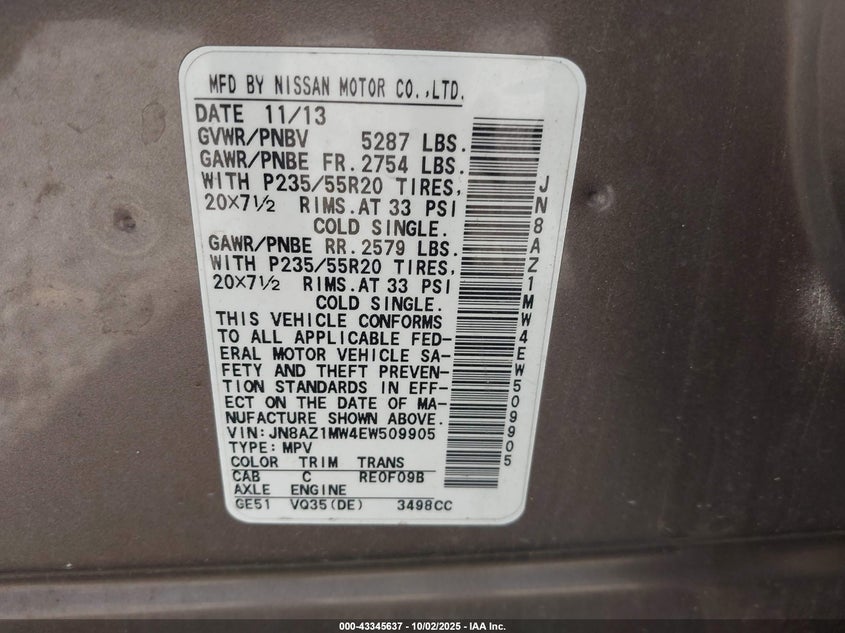 MFD BY NISSAN MOTOR CO.,LTD.
DATE 11/13
GVWR/PNBV 5287 LBS.
GAWR/PNBE FR. 2754 LBS.
WITH P235/55R20 TIRES,
20X7½ RIMS. AT 33 PSI
COLD SINGLE.
GAWR/PNBE RR. 2579 LBS.
WITH P235/55R20 TIRES,
20X7½ RIMS. AT 33 PSI
COLD SINGLE.
THIS VEHICLE CONFORMS
TO ALL APPLICABLE FED-
ERAL MOTOR VEHICLE SA-
FETY AND THEFT PREVEN-
TION STANDARDS IN EFF-
ECT ON THE DATE OF MA-
NUFACTURE SHOWN ABOVE.
VIN:JN8AZ1MW4EW509905
TYPE:MPV
COLOR TRIM TRANS
CAB C RE0F09B
AXLE ENGINE
GE51 VQ35(DE) 3498CC
JN8AZ1MW4EW509905
000-43345637 - 10/02/2025 - IAA Inc.